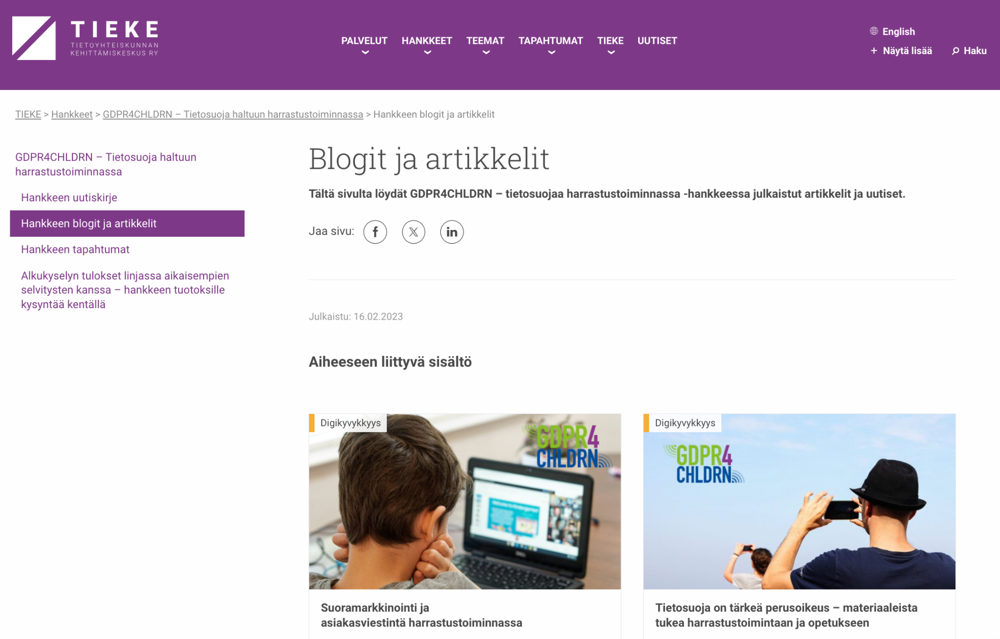 TIEKE
TIETOYHTEISKUNNAN
KEHITTÄMISKESKUS RY
PALVELUT HANKKEET TEEMAT TAPAHTUMAT TIEKE UUTISET
English
+ Näytä lisää Haku
TIEKE > Hankkeet > GDPR4CHLDRN – Tietosuoja haltuun harrastustoiminnassa > Hankkeen blogit ja artikkelit
GDPR4CHLDRN – Tietosuoja haltuun
harrastustoiminnassa
Hankkeen uutiskirje
Hankkeen blogit ja artikkelit
Hankkeen tapahtumat
Alkukyselyn tulokset linjassa aikaisempien
selvitysten kanssa – hankkeen tuotoksille
kysyntää kentällä
Blogit ja artikkelit
Tältä sivulta löydät GDPR4CHLDRN – tietosuojaa harrastustoiminnassa -hankkeessa julkaistut artikkelit ja uutiset.
Jaa sivu:
Julkaistu: 16.02.2023
Aiheeseen liittyvä sisältö
Digikyvykkyys
GDPR4
CHLDRN
Suoramarkkinointi ja
asiakasviestintä harrastustoiminnassa
Digikyvykkyys
GDPR4
CHLDRN
Tietosuoja on tärkeä perusoikeus – materiaaleista
tukea harrastustoimintaan ja opetukseen